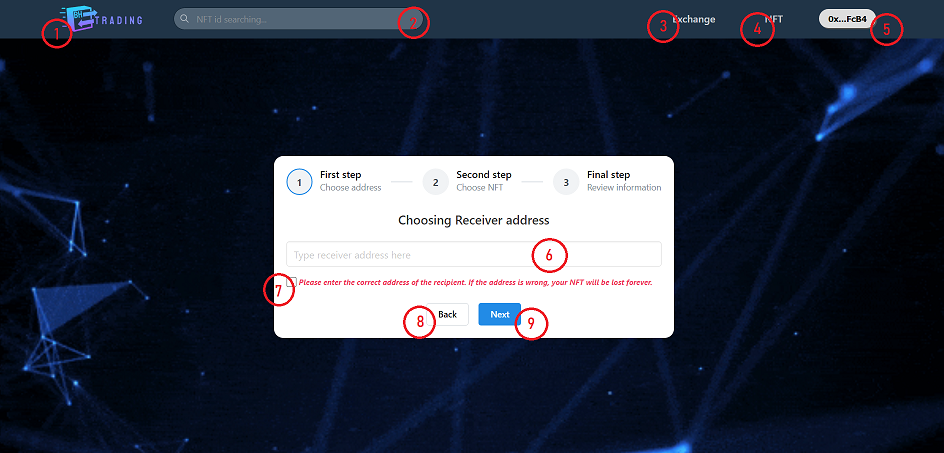 1 BH TRADING NFT id searching... 2 3 Exchange 4 NFT 0x...FcB4 5
1 First step 2 Second step 3 Final step
Choose address Choose NFT Review information
Choosing Receiver address
Type receiver address here 6
7 Please enter the correct address of the recipient. If the address is wrong, your NFT will be lost forever.
8 Back Next 9